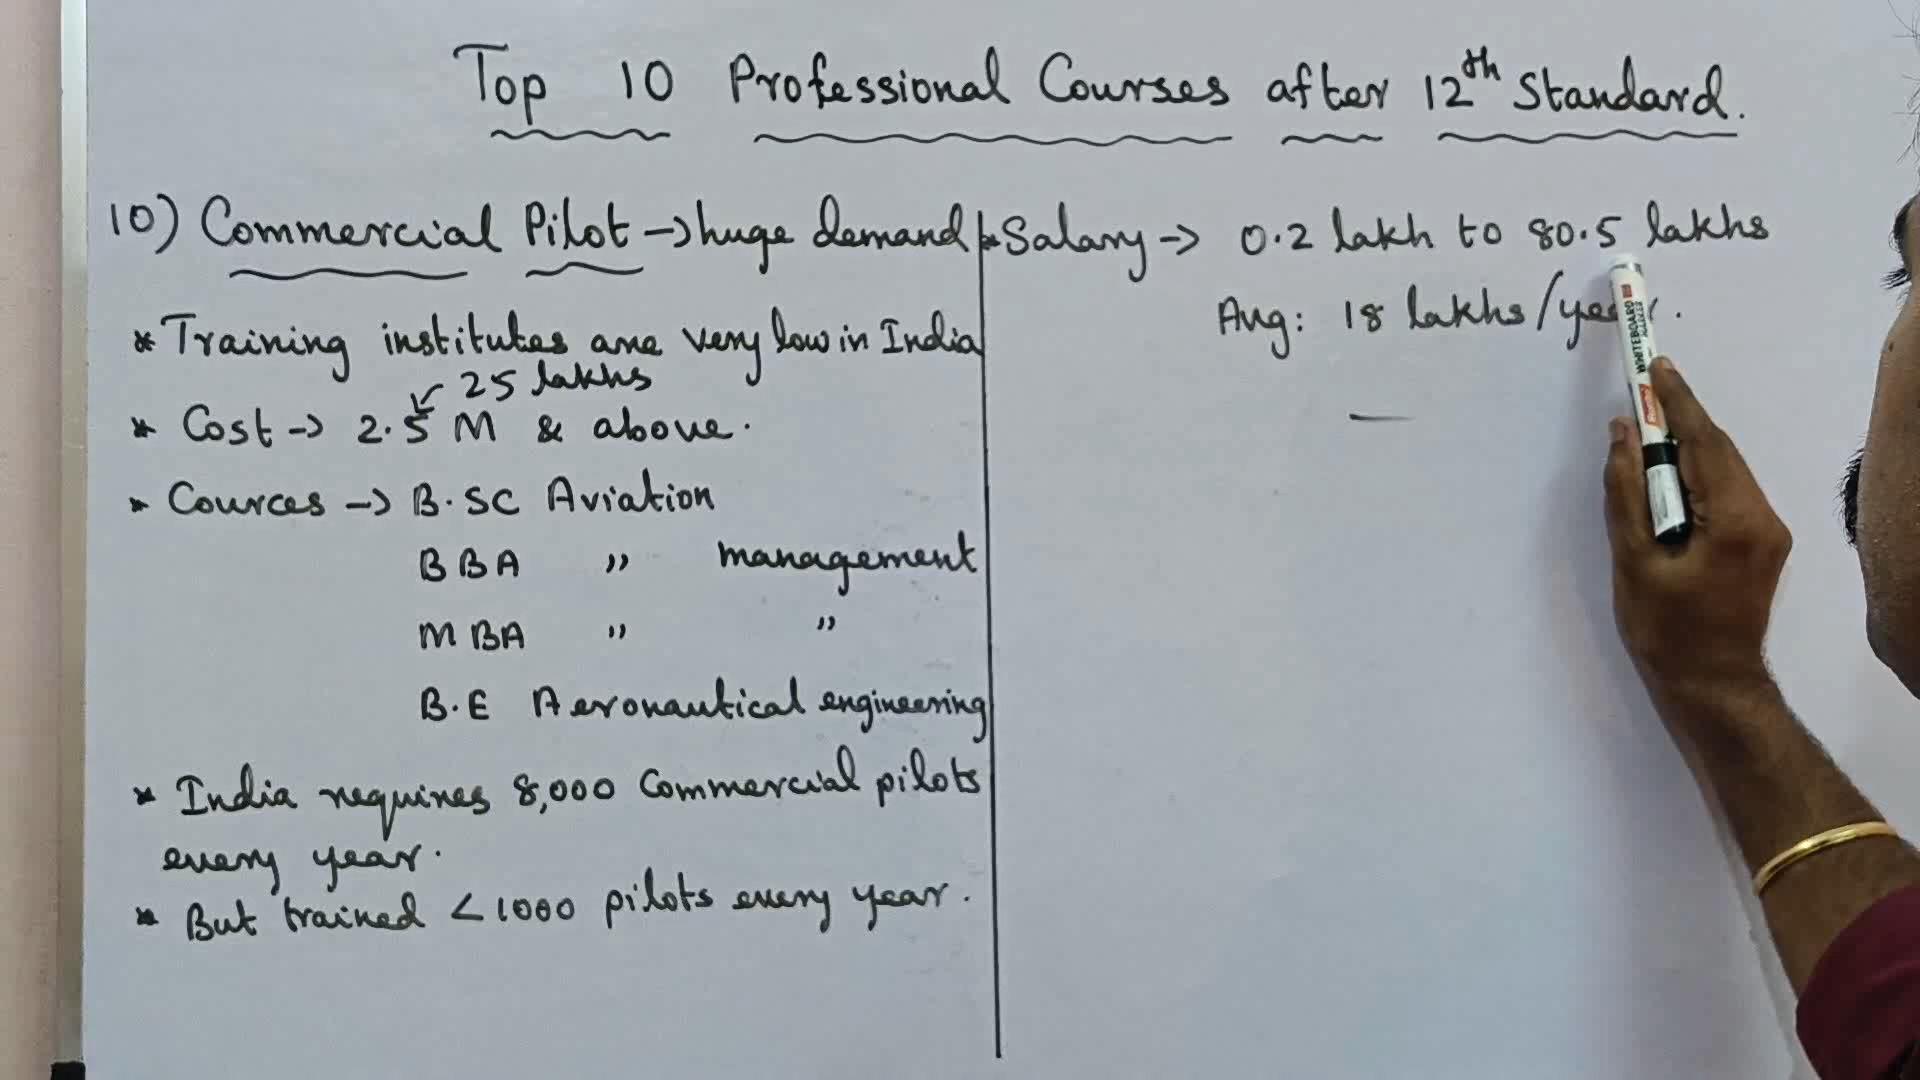 Top 10 Professional Courses after 12th Standard.
10) Commercial Pilot → huge demand
* Training institutes are very low in India
25 lakhs
* Cost → 2.5 M & above.
* Cources → B.SC Aviation
BBA " management
MBA " "
B.E Aeronautical engineering
* India requires 8,000 Commercial pilots
every year.
* But trained < 1000 pilots every year.
* Salary → 0.2 lakh to 80.5 lakhs
Avg: 18 lakhs/year.
WHITEBOARD MARKER